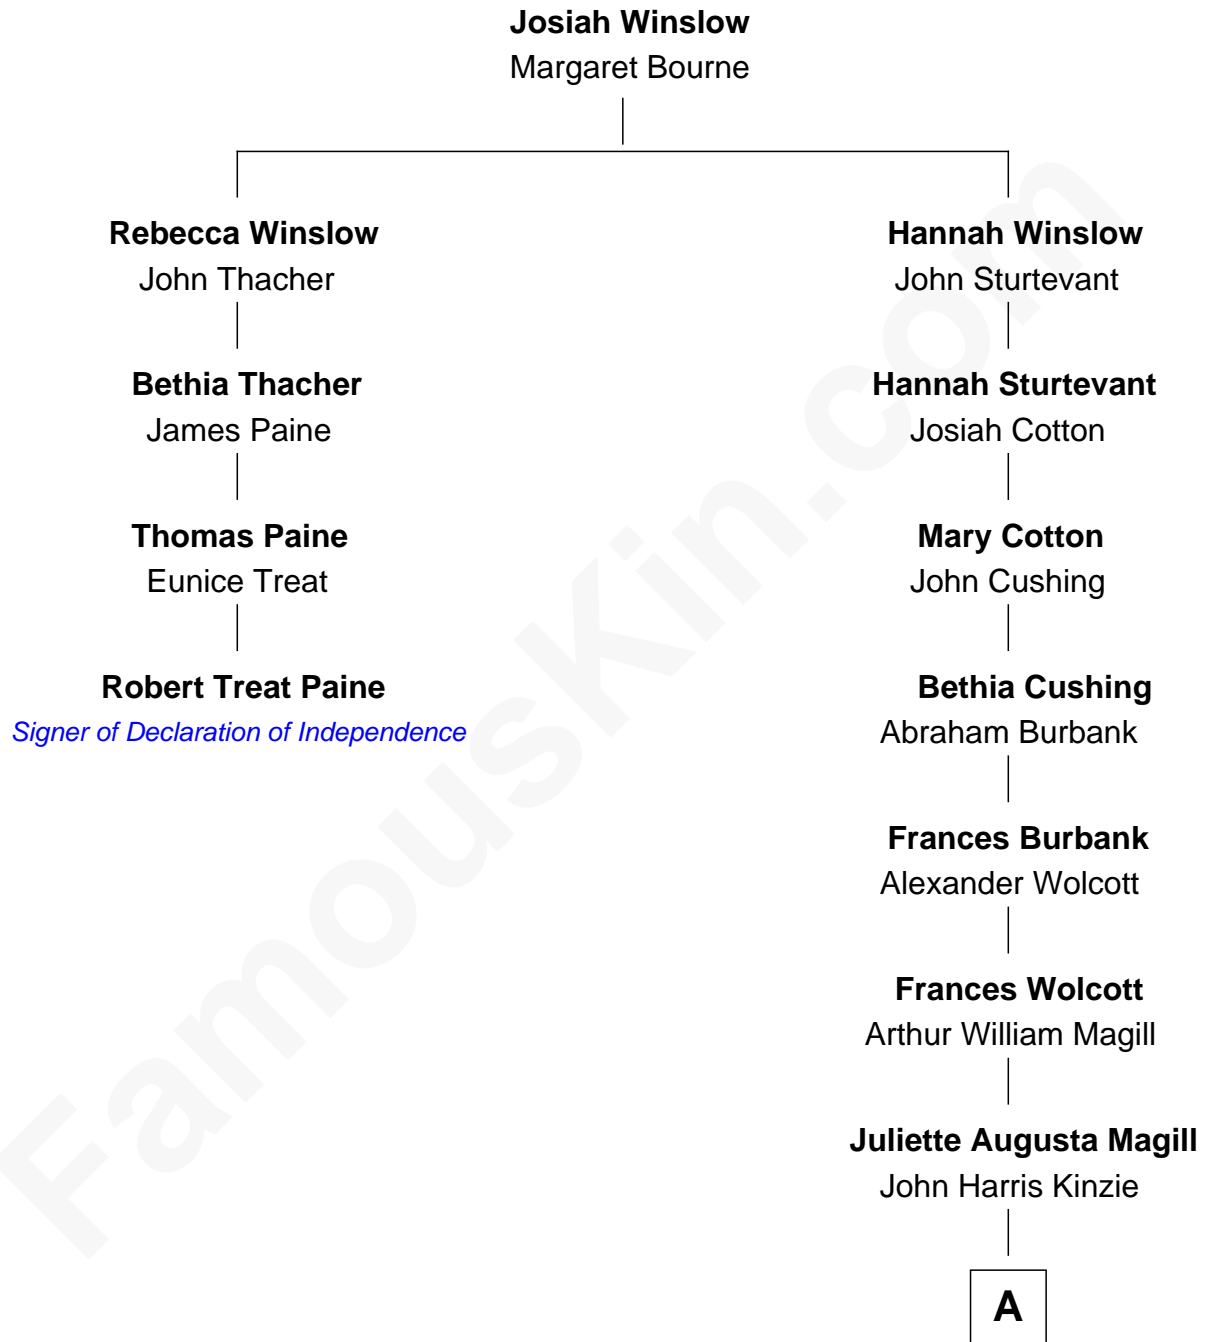 Josiah Winslow
Margaret Bourne
Rebecca Winslow
John Thacher
Hannah Winslow
John Sturtevant
Bethia Thacher
James Paine
Hannah Sturtevant
Josiah Cotton
Thomas Paine
Eunice Treat
Mary Cotton
John Cushing
Robert Treat Paine
Signer of Declaration of Independence
Bethia Cushing
Abraham Burbank
Frances Burbank
Alexander Wolcott
Frances Wolcott
Arthur William Magill
Juliette Augusta Magill
John Harris Kinzie
A
FamousKin.com